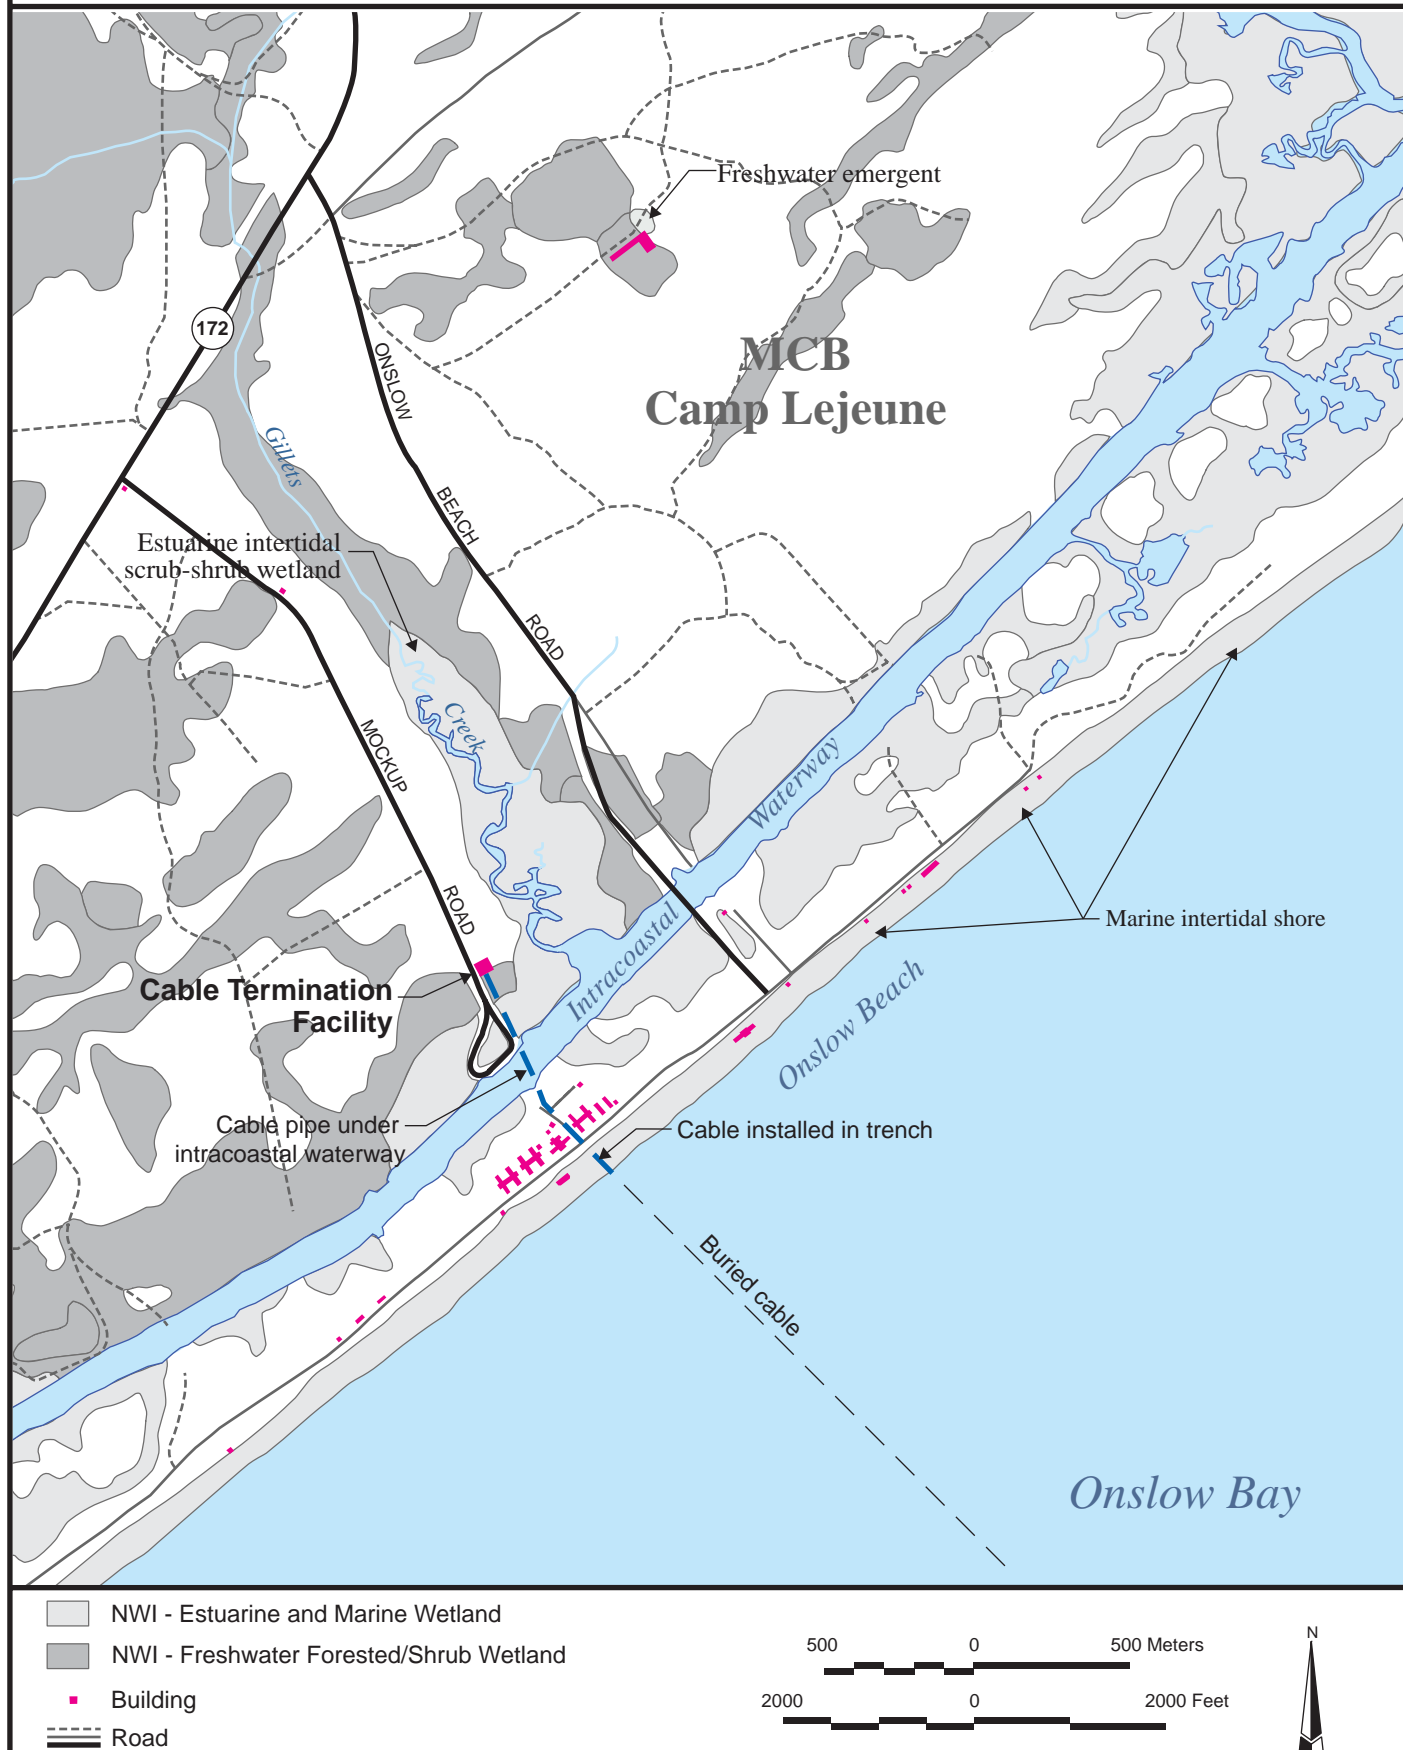 Freshwater emergent
172
MCB
Camp Lejeune
ONSLOW
BEACH
ROAD
Gillets
Creek
Estuarine intertidal
scrub-shrub wetland
MOCKUP
ROAD
Waterway
Intracoastal
Marine intertidal shore
Cable Termination
Facility
Onslow Beach
Cable pipe under
intracoastal waterway
Cable installed in trench
Buried cable
Onslow Bay
NWI - Estuarine and Marine Wetland
NWI - Freshwater Forested/Shrub Wetland
Building
Road
500 0 500 Meters
2000 0 2000 Feet
N